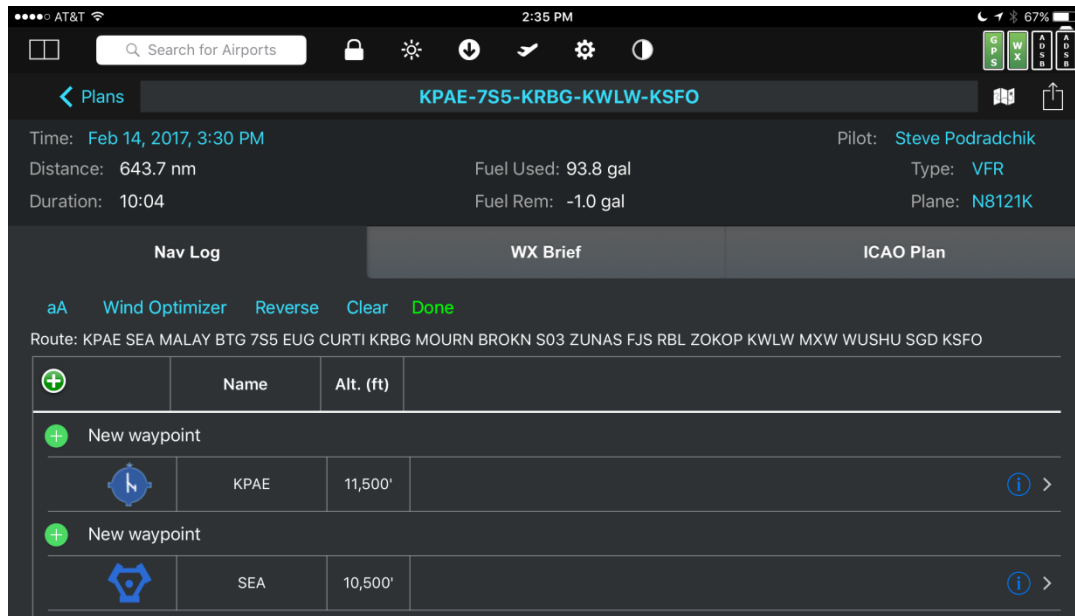 AT&T 2:35 PM 67%
Search for Airports GPS WX ADSB ADSB
Plans KPAE-7S5-KRBG-KWLW-KSFO
Time: Feb 14, 2017, 3:30 PM Pilot: Steve Podradchik
Distance: 643.7 nm Fuel Used: 93.8 gal Type: VFR
Duration: 10:04 Fuel Rem: -1.0 gal Plane: N8121K
Nav Log WX Brief ICAO Plan
aA Wind Optimizer Reverse Clear Done
Route: KPAE SEA MALAY BTG 7S5 EUG CURTI KRBG MOURN BROKN S03 ZUNAS FJS RBL ZOKOP KWLW MXW WUSHU SGD KSFO
Name Alt. (ft)
New waypoint
KPAE 11,500'
New waypoint
SEA 10,500'